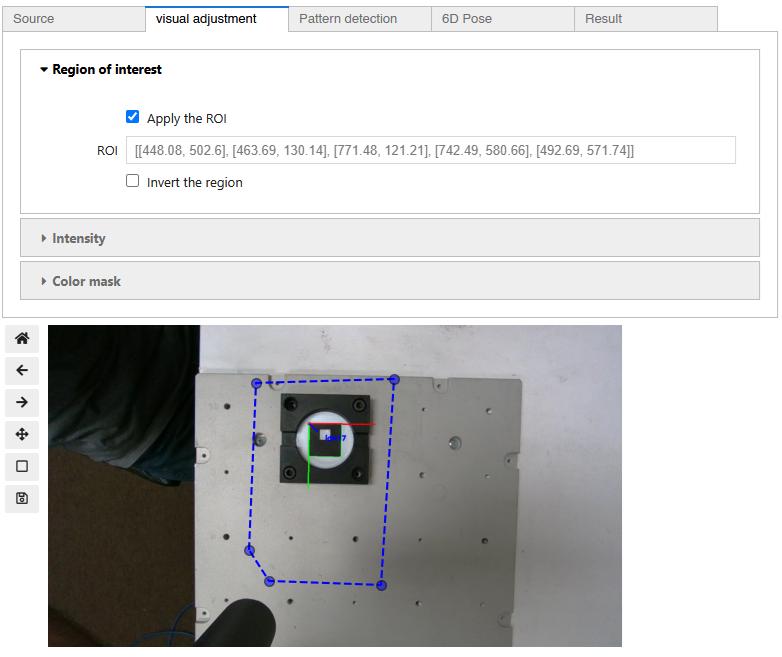 Source
visual adjustment
Pattern detection
6D Pose
Result
Region of interest
Apply the ROI
ROI
[[448.08, 502.6], [463.69, 130.14], [771.48, 121.21], [742.49, 580.66], [492.69, 571.74]]
Invert the region
Intensity
Color mask